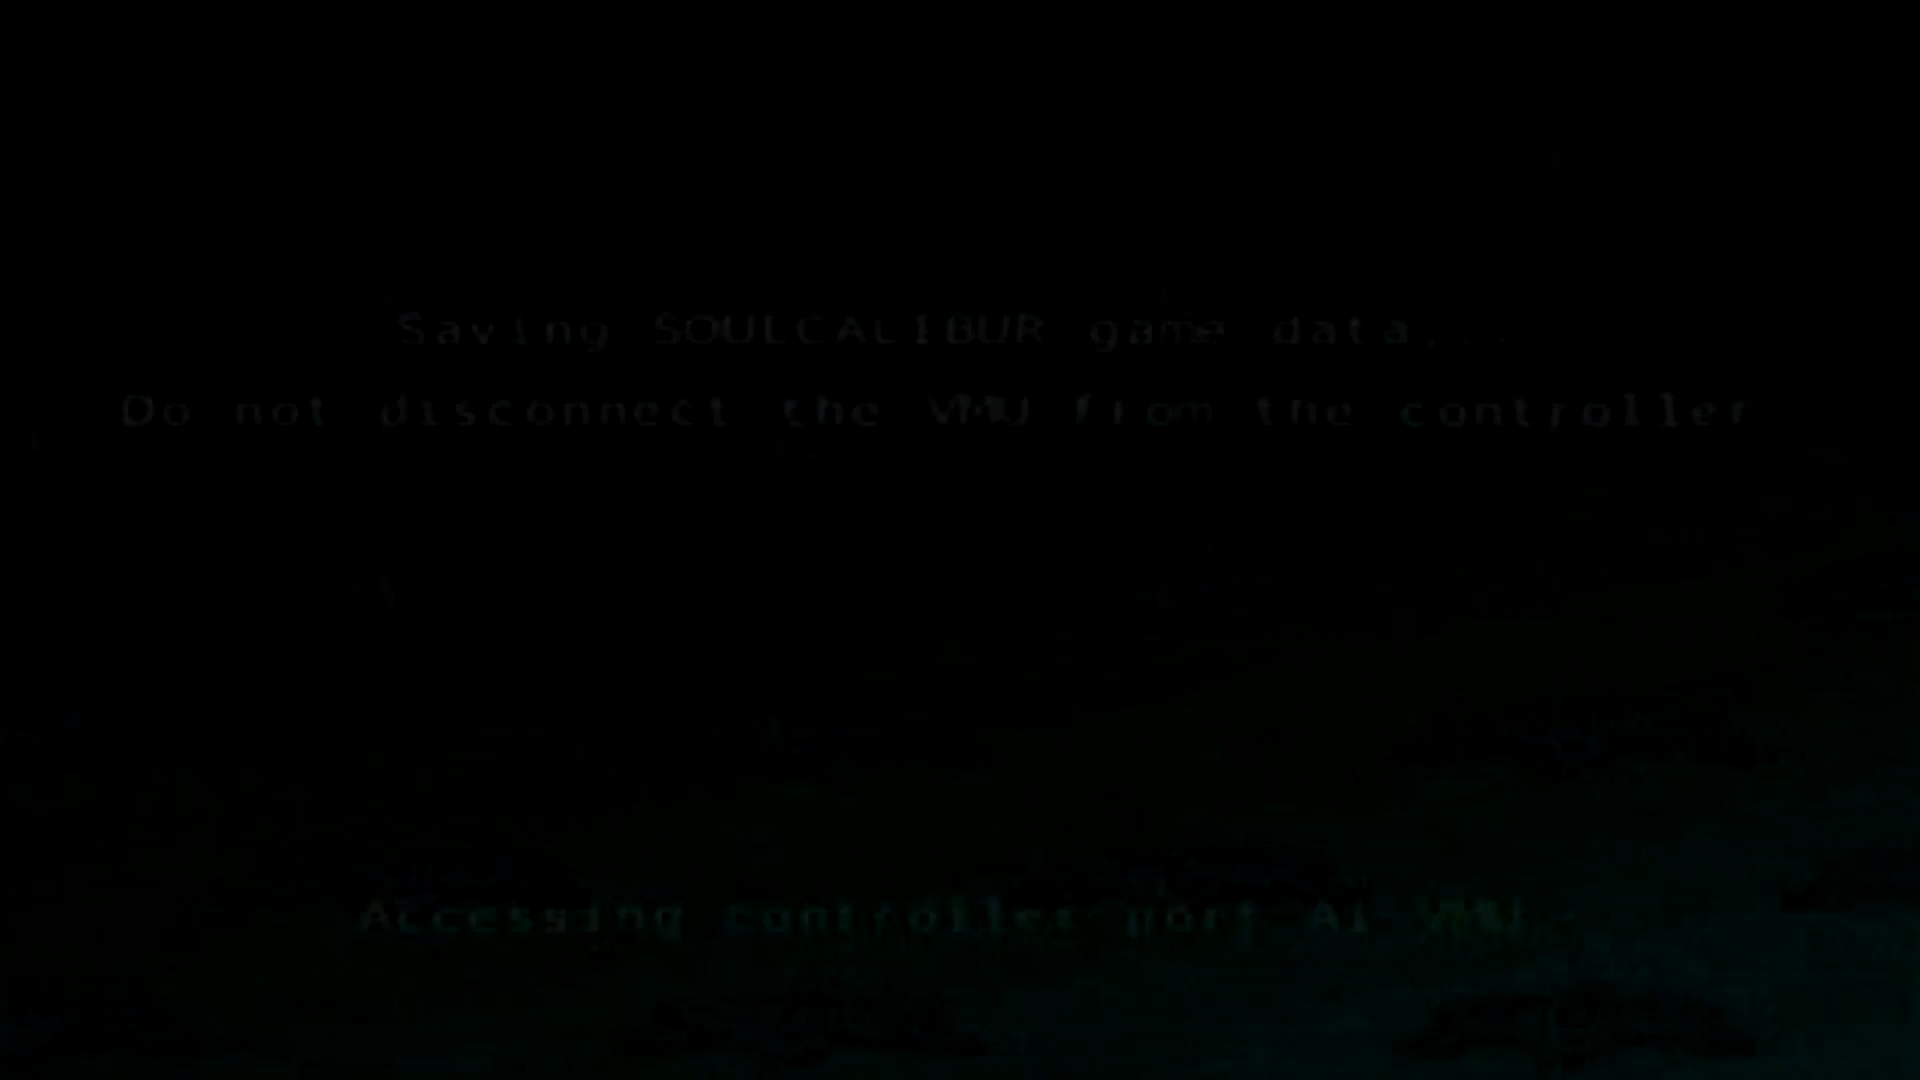 Saving SOULCALIBUR game data...
Do not disconnect the VMU from the controller.
Accessing controller port A1 VMU.